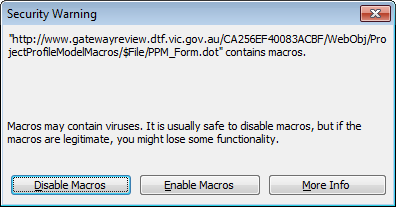 Security Warning
"http://www.gatewayreview.dtf.vic.gov.au/CA256EF40083ACBF/WebObj/Pro
jectProfileModelMacros/$File/PPM_Form.dot" contains macros.
Macros may contain viruses. It is usually safe to disable macros, but if the
macros are legitimate, you might lose some functionality.
Disable Macros
Enable Macros
More Info